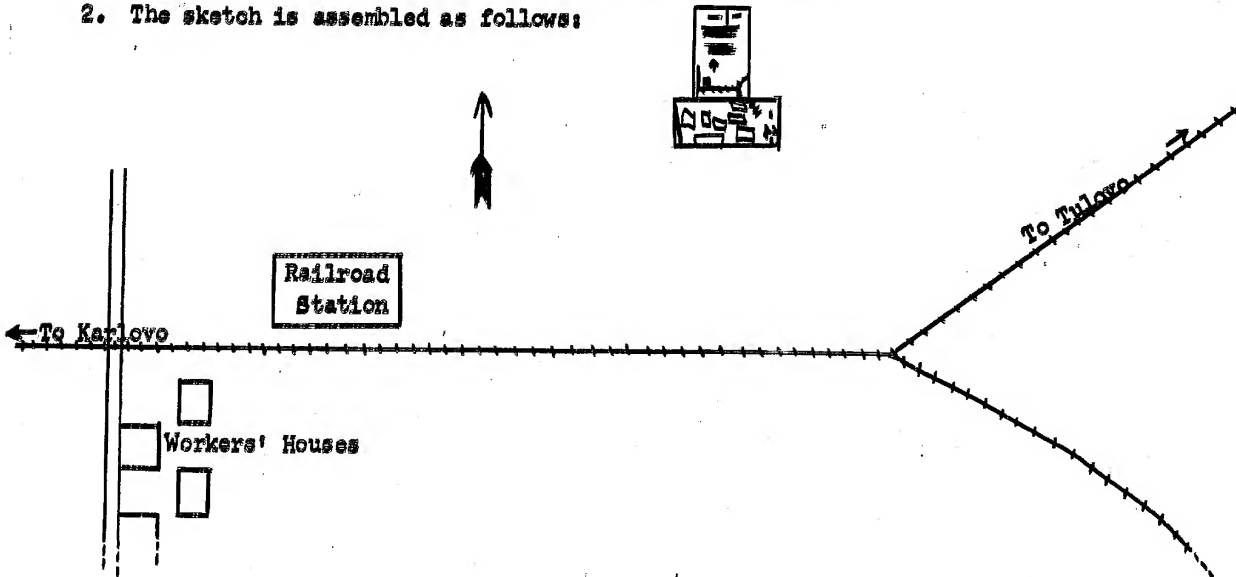 2. The sketch is assembled as follows:
To Tulovo
Railroad
Station
To Karlovo
Workers' Houses